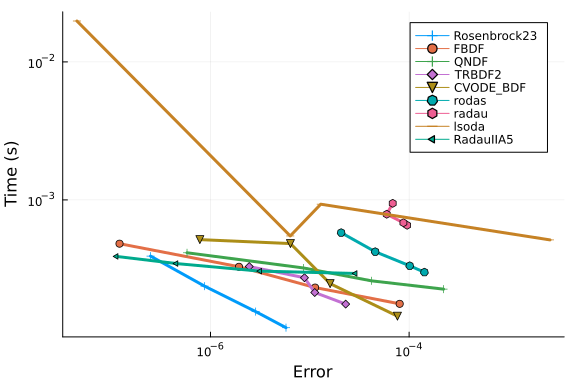 Rosenbrock23
FBDF
QNDF
TRBDF2
CVODE_BDF
rodas
radau
lsoda
RadauIIA5
10⁻²
10⁻³
Time (s)
10⁻⁶
10⁻⁴
Error